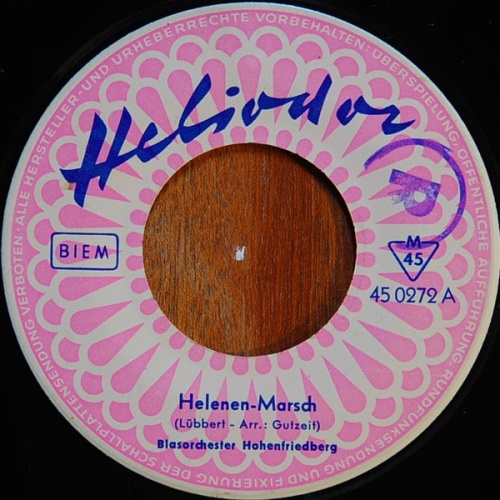 ·ALLE HERSTELLER-UND URHEBERRECHTE VORBEHALTEN: ÜBERSPIELUNG, ÖFFENTLICHE AUFFÜHRUNG RUNDFUNKSENDUNG UND FIXIERUNG DER SCHALLPLATTENSENDUNG VERBOTEN
Heliodor
R
BIEM
M
45
45 0272 A
Helenen-Marsch
(Lübbert - Arr.: Gutzeit)
Blasorchester Hohenfriedberg